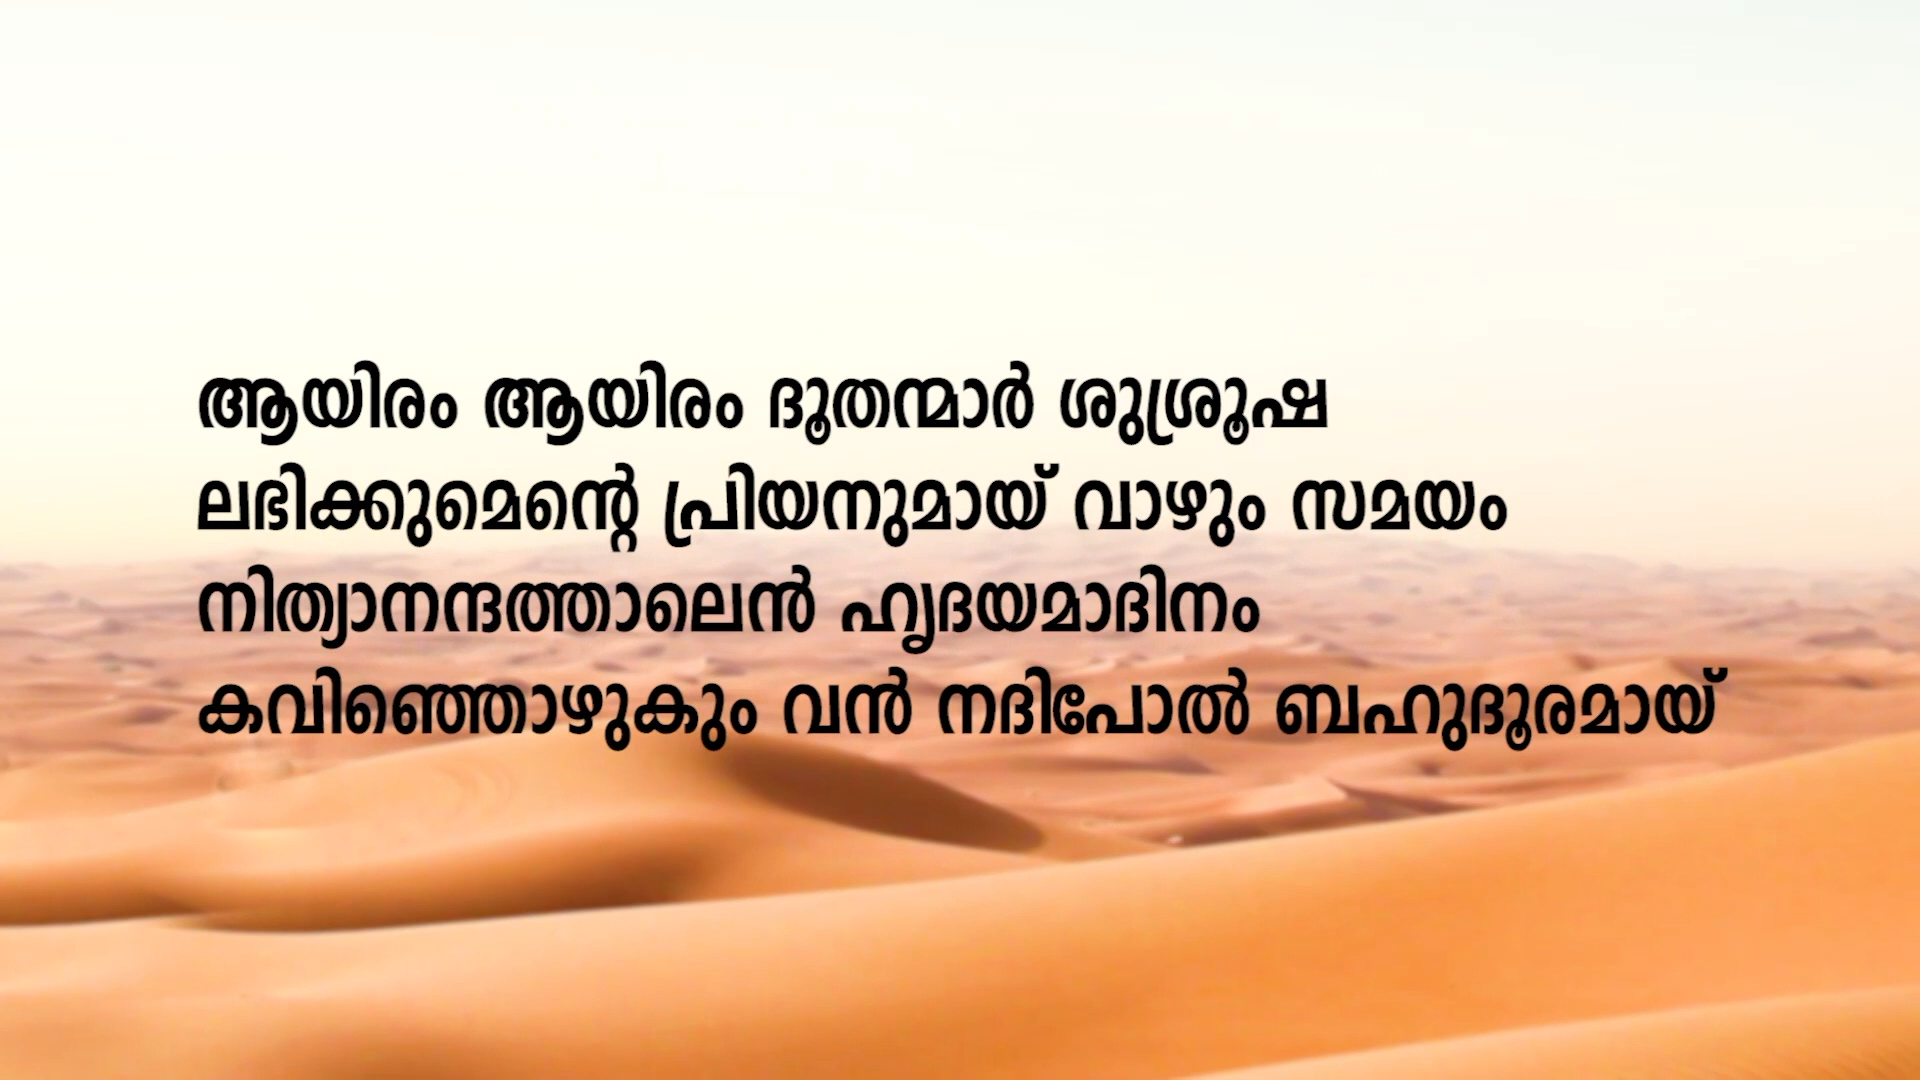 ആയിരം ആയിരം ദൂതന്മാർ ശുശ്രൂഷ
ലഭിക്കുമെന്റെ പ്രിയനുമായ് വാഴും സമയം
നിത്യാനന്ദത്താലെൻ ഹൃദയമാദിനം
കവിഞ്ഞൊഴുകും വൻ നദിപോൽ ബഹുദൂരമായ്